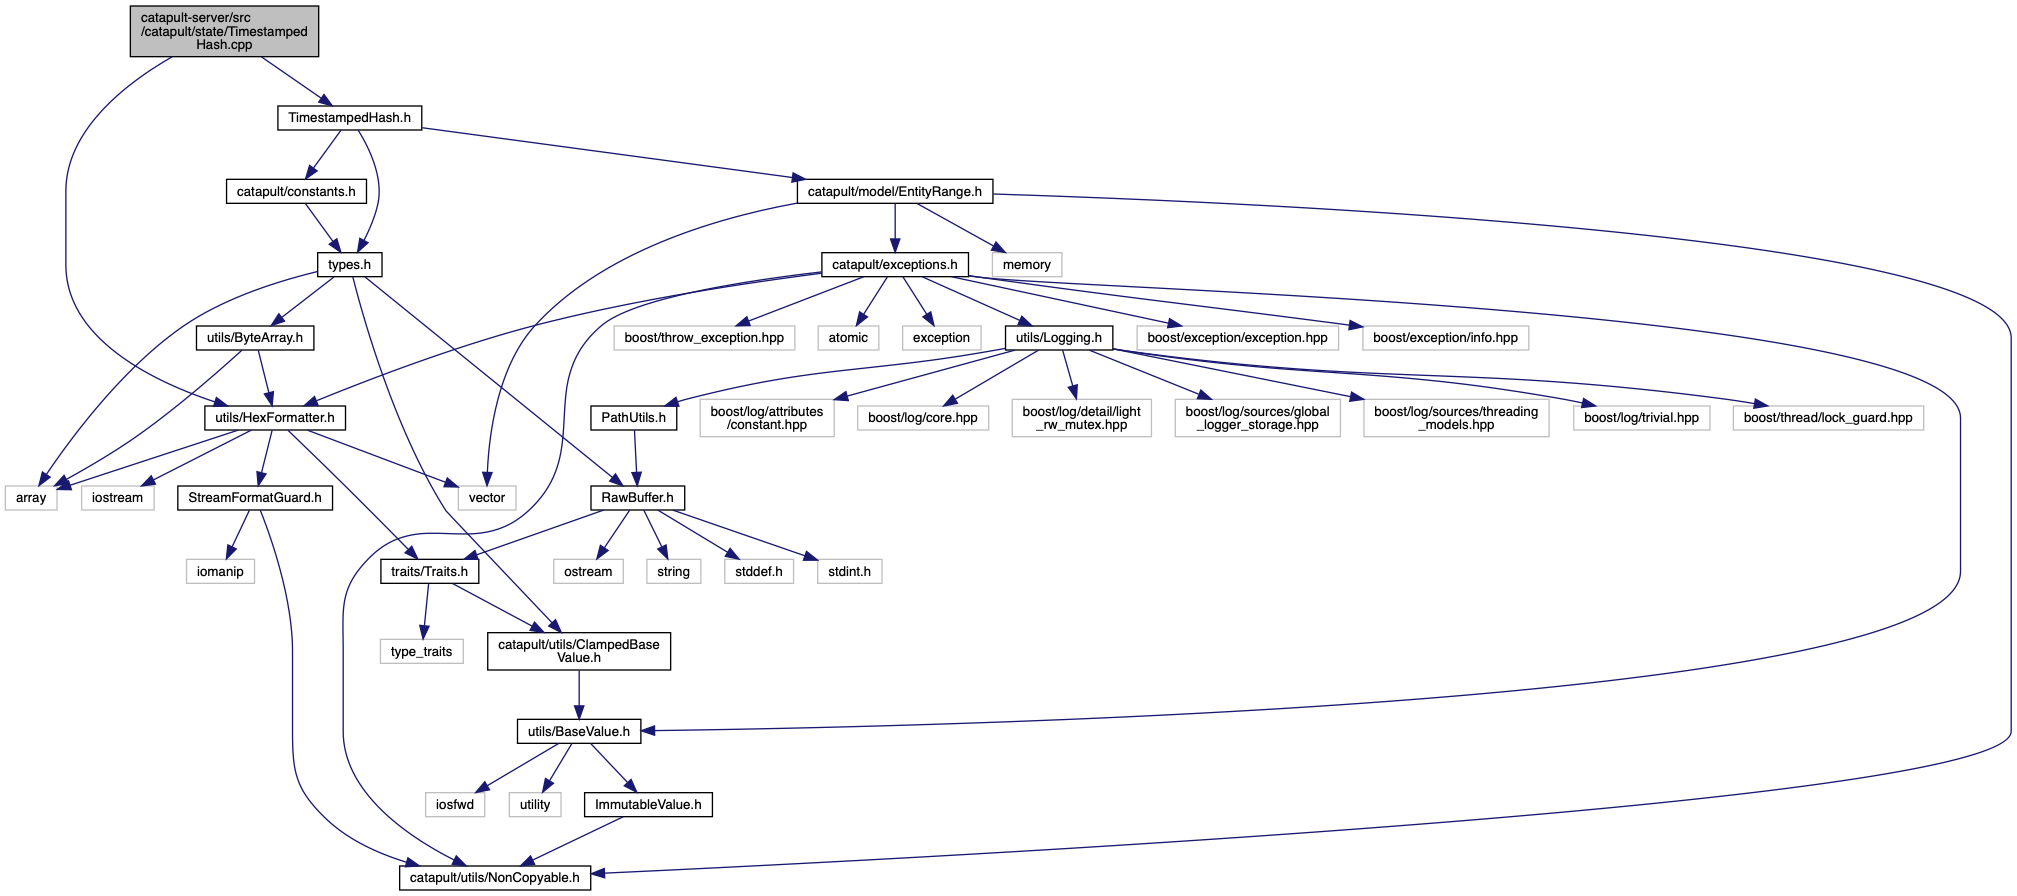 catapult-server/src
/catapult/state/Timestamped
Hash.cpp
TimestampedHash.h
catapult/constants.h
catapult/model/EntityRange.h
types.h
catapult/exceptions.h
memory
utils/ByteArray.h
boost/throw_exception.hpp
atomic
exception
utils/Logging.h
boost/exception/exception.hpp
boost/exception/info.hpp
utils/HexFormatter.h
PathUtils.h
boost/log/attributes
/constant.hpp
boost/log/core.hpp
boost/log/detail/light
_rw_mutex.hpp
boost/log/sources/global
_logger_storage.hpp
boost/log/sources/threading
_models.hpp
boost/log/trivial.hpp
boost/thread/lock_guard.hpp
array
iostream
StreamFormatGuard.h
vector
RawBuffer.h
iomanip
traits/Traits.h
ostream
string
stddef.h
stdint.h
type_traits
catapult/utils/ClampedBase
Value.h
utils/BaseValue.h
iosfwd
utility
ImmutableValue.h
catapult/utils/NonCopyable.h